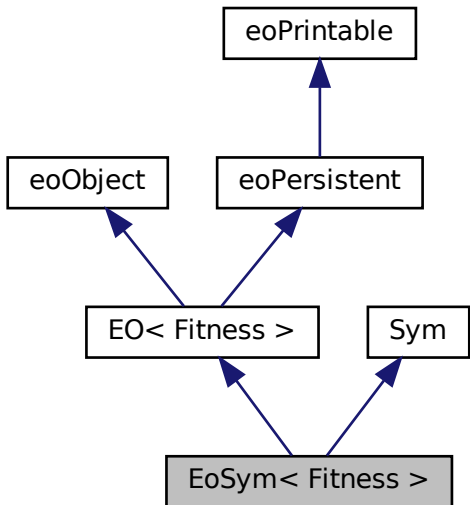 eoPrintable
eoObject
eoPersistent
EO< Fitness >
Sym
EoSym< Fitness >